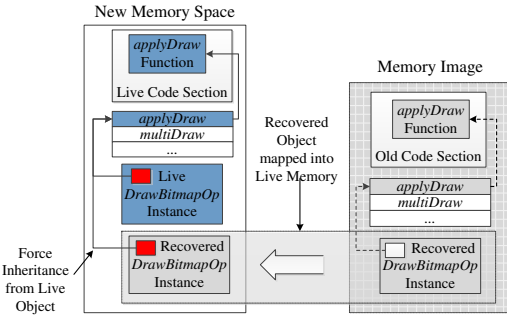 New Memory Space
applyDraw
Function
Live Code Section
applyDraw
multiDraw
...
Live
DrawBitmapOp
Instance
Recovered
DrawBitmapOp
Instance
Force
Inheritance
from Live
Object
Recovered
Object
mapped into
Live Memory
Memory Image
applyDraw
Function
Old Code Section
applyDraw
multiDraw
...
Recovered
DrawBitmapOp
Instance